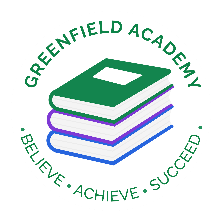 GREENFIELD ACADEMY
• BELIEVE • ACHIEVE • SUCCEED •